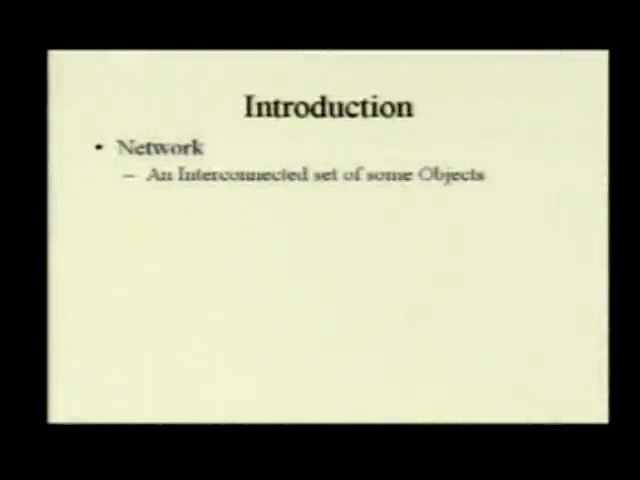 Introduction
• Network
– An Interconnected set of some Objects